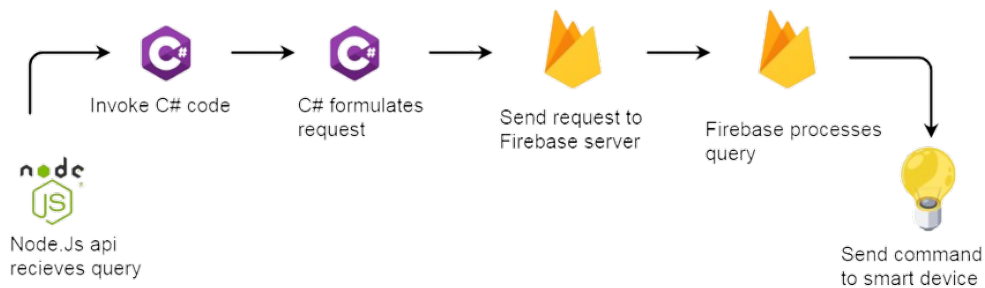 C#
C#
Invoke C# code
C# formulates
request
Send request to
Firebase server
Firebase processes
query
node
JS
®
Node.Js api
recieves query
Send command
to smart device